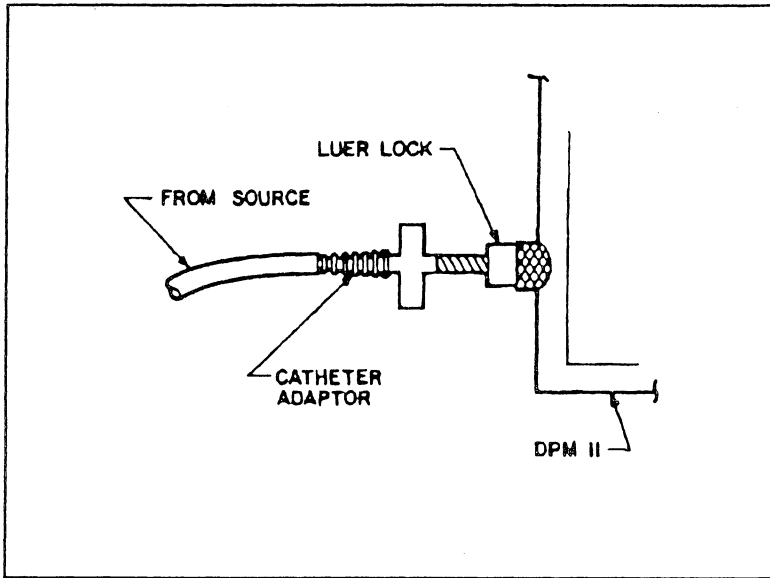 LUER LOCK
FROM SOURCE
CATHETER
ADAPTOR
DPM II